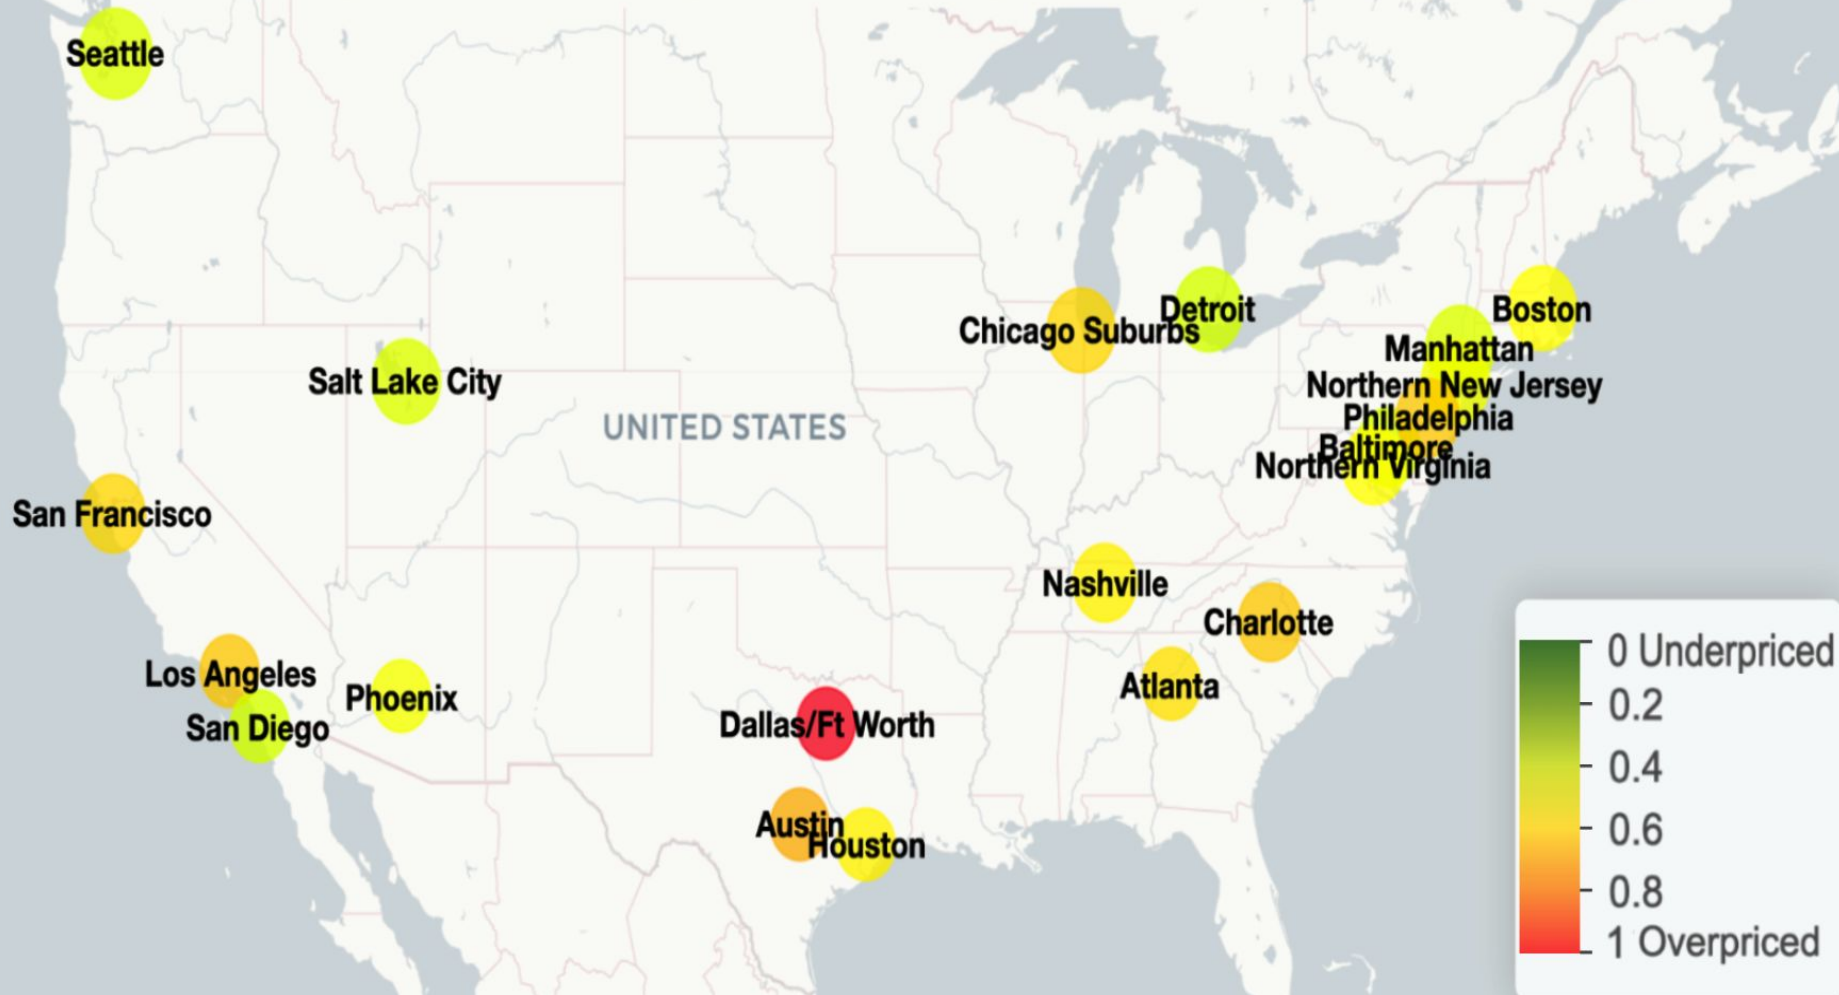 Seattle
Detroit
Boston
Chicago Suburbs
Manhattan
Salt Lake City
Northern New Jersey
Philadelphia
UNITED STATES
Baltimore
Northern Virginia
San Francisco
Nashville
Charlotte
Los Angeles
Phoenix
Atlanta
San Diego
Dallas/Ft Worth
Austin
Houston
0 Underpriced
0.2
0.4
0.6
0.8
1 Overpriced